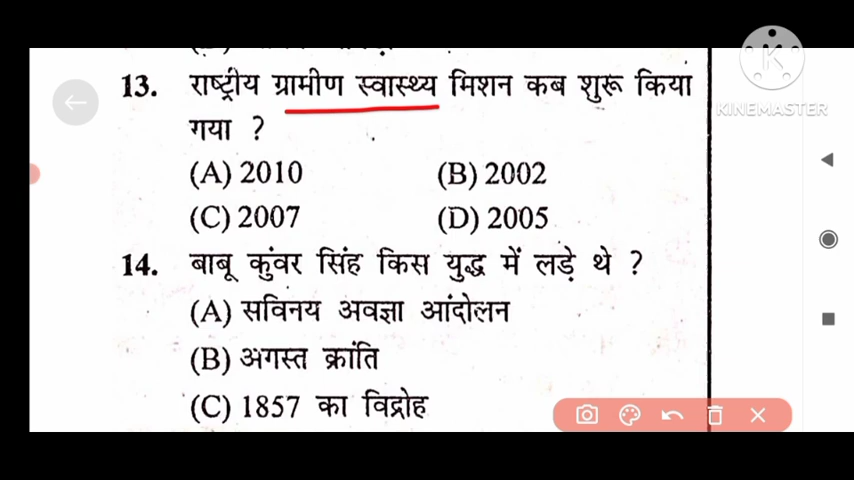 KINEMASTER
13. राष्ट्रीय ग्रामीण स्वास्थ्य मिशन कब शुरू किया
गया ?
(A) 2010 (B) 2002
(C) 2007 (D) 2005
14. बाबू कुंवर सिंह किस युद्ध में लड़े थे ?
(A) सविनय अवज्ञा आंदोलन
(B) अगस्त क्रांति
(C) 1857 का विद्रोह